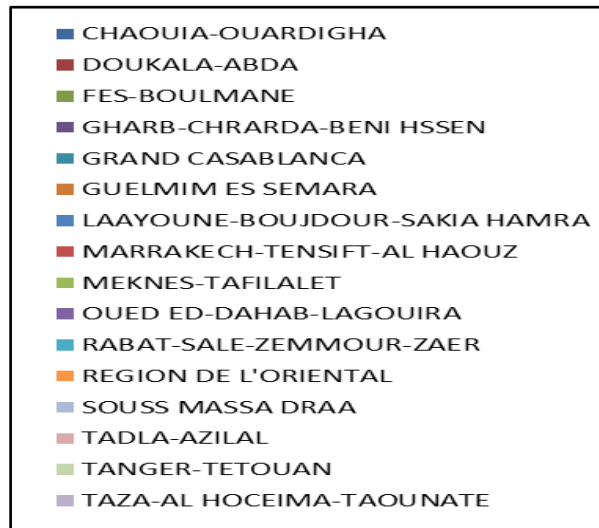 CHAOUIA-OUARDIGHA
DOUKALA-ABDA
FES-BOULMANE
GHARB-CHRARDA-BENI HSSEN
GRAND CASABLANCA
GUELMIM ES SEMARA
LAAYOUNE-BOUJDOUR-SAKIA HAMRA
MARRAKECH-TENSIFT-AL HAOUZ
MEKNES-TAFILALET
OUED ED-DAHAB-LAGOUIRA
RABAT-SALE-ZEMMOUR-ZAER
REGION DE L'ORIENTAL
SOUSS MASSA DRAA
TADLA-AZILAL
TANGER-TETOUAN
TAZA-AL HOCEIMA-TAOUNATE